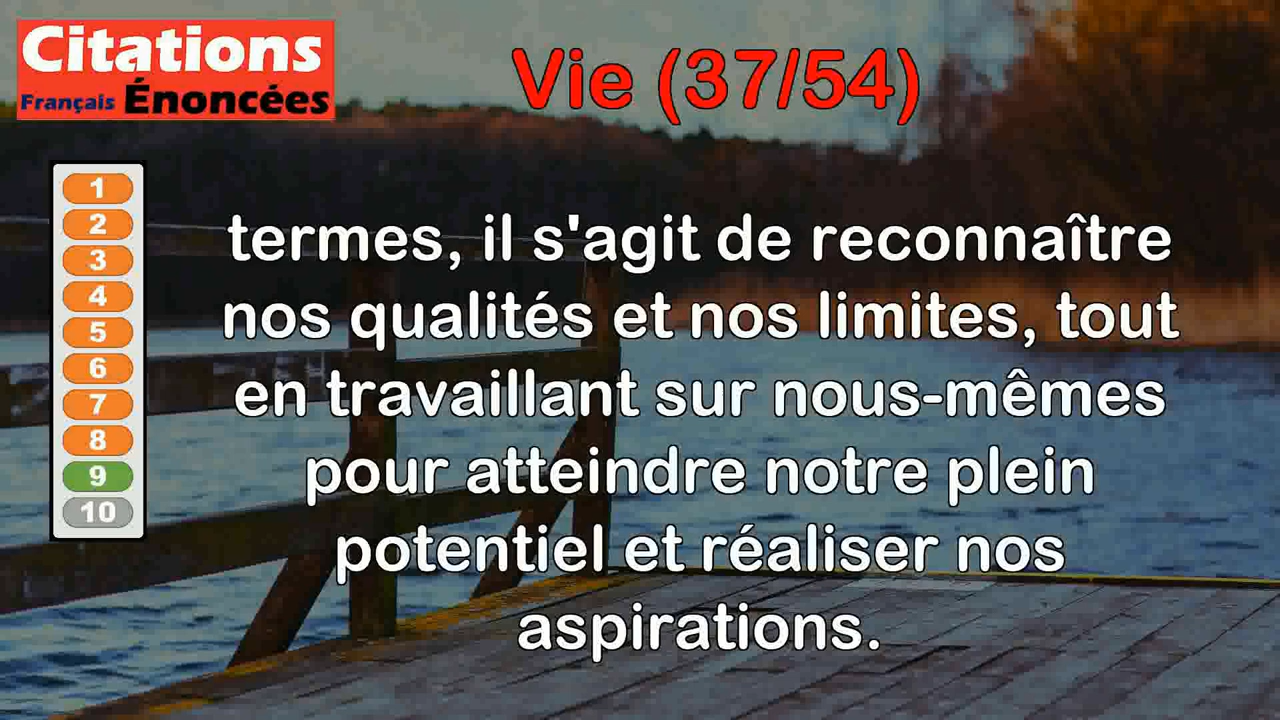 Citations
Français Énoncées
Vie (37/54)
1
2
3
4
5
6
7
8
9
10
termes, il s'agit de reconnaître
nos qualités et nos limites, tout
en travaillant sur nous-mêmes
pour atteindre notre plein
potentiel et réaliser nos
aspirations.